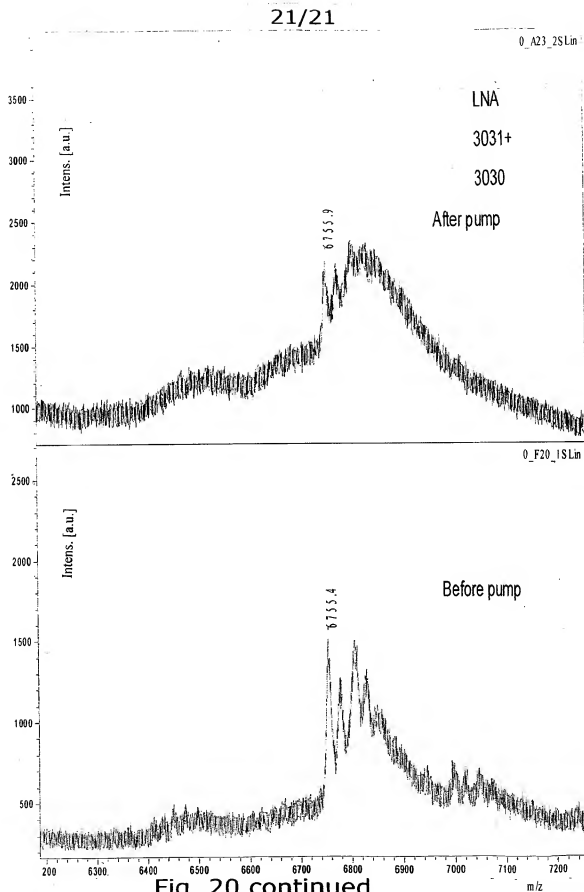 21/21
0_A23_2SLin
LNA
3031+
3030
After pump
Intens. [a.u.]
3500
3000
2500
2000
1500
1000
6755.9
0_F20_1SLin
Before pump
Intens. [a.u.]
2500
2000
1500
1000
500
6755.4
200 6300 6400 6500 6600 6700 6800 6900 7000 7100 7200
m/z
Fig. 20 continued